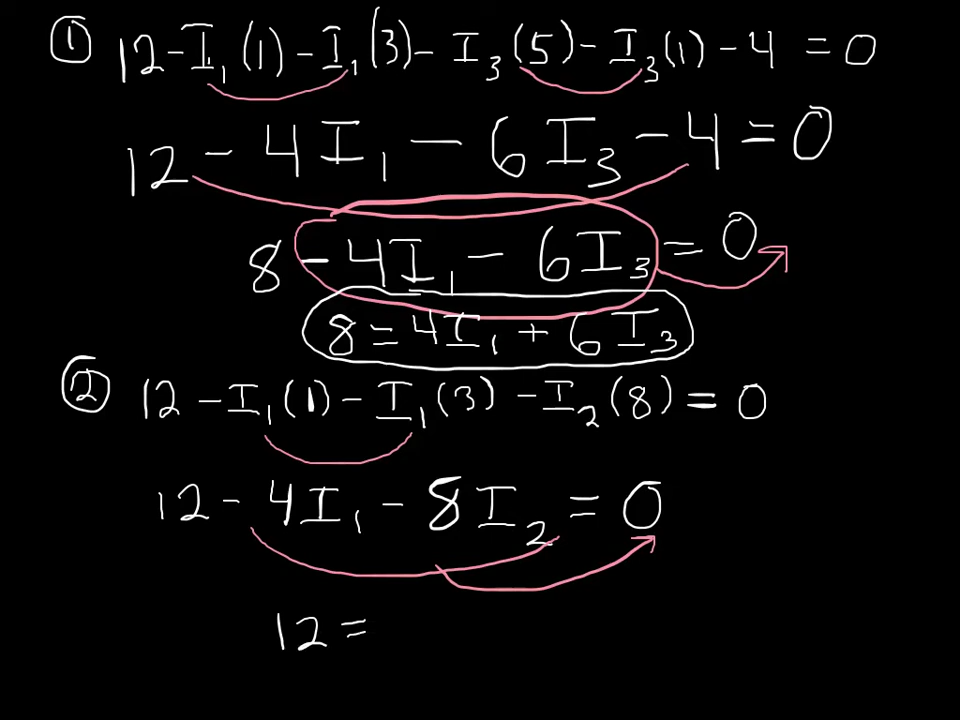 ① 12-I₁(1)-I₁(3)-I₃(5)-I₃(1)-4=0
12-4I₁-6I₃-4=0
8-4I₁-6I₃=0
8=4I₁+6I₃
② 12-I₁(1)-I₁(3)-I₂(8)=0
12-4I₁-8I₂=0
12=